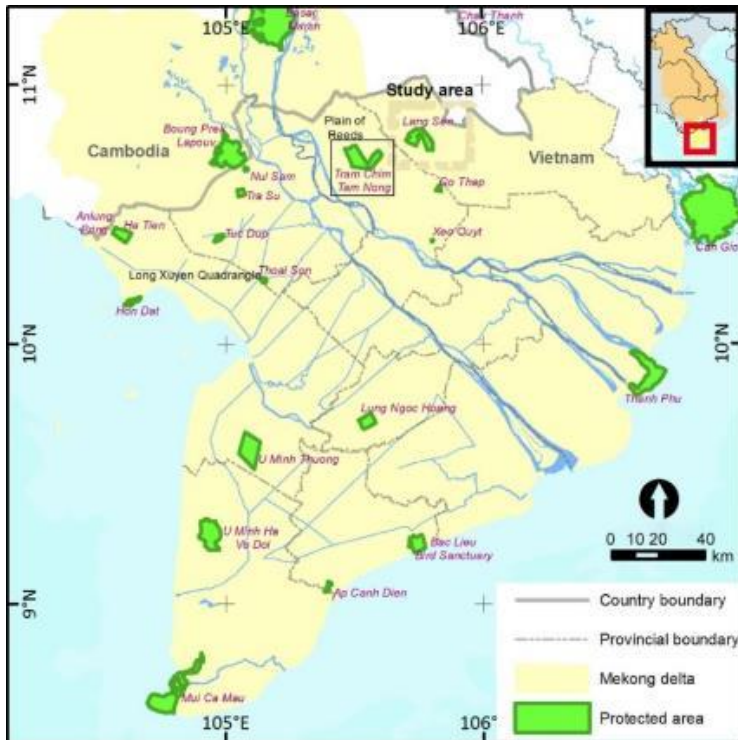 105°E
106°E
Chau Thanh
11°N
Study area
Boung Prek
Lapouv
Plain of
Reeds
Lang Sen
Cambodia
Vietnam
Nui Sam
Tram Chim
Tam Nong
Go Thap
Tra Su
Anlung
Pring
Ha Tien
Tuc Dup
Xeo Quyt
Can Gio
Long Xuyen Quadrangle
Thoai Son
Hon Dat
10°N
10°N
Thanh Phu
Lung Ngoc Hoang
U Minh Thuong
U Minh Ha
Vo Doi
Bac Lieu
Bird Sanctuary
0 10 20 40
km
9°N
Ap Canh Dien
Country boundary
Provincial boundary
Mekong delta
Mui Ca Mau
Protected area
105°E
106°